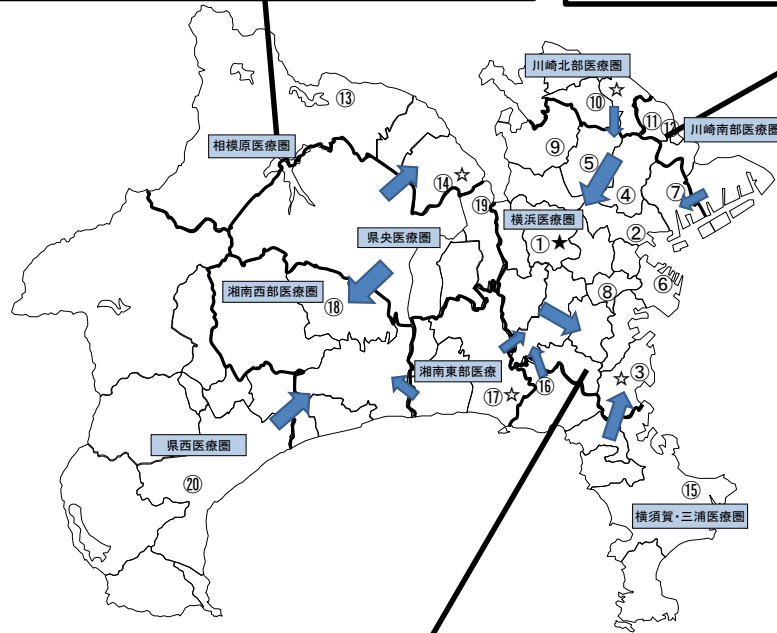 川崎北部医療圏
⑬
⑩ ☆
⑪
⑫
川崎南部医療圏
相模原医療圏
⑨
⑤
⑭ ☆
④
⑦
⑲
横浜医療圏
県央医療圏
① ★
②
⑥
湘南西部医療圏
⑱
⑧
湘南東部医療
③ ☆
⑰ ☆
⑯
県西医療圏
⑳
⑮
横須賀・三浦医療圏